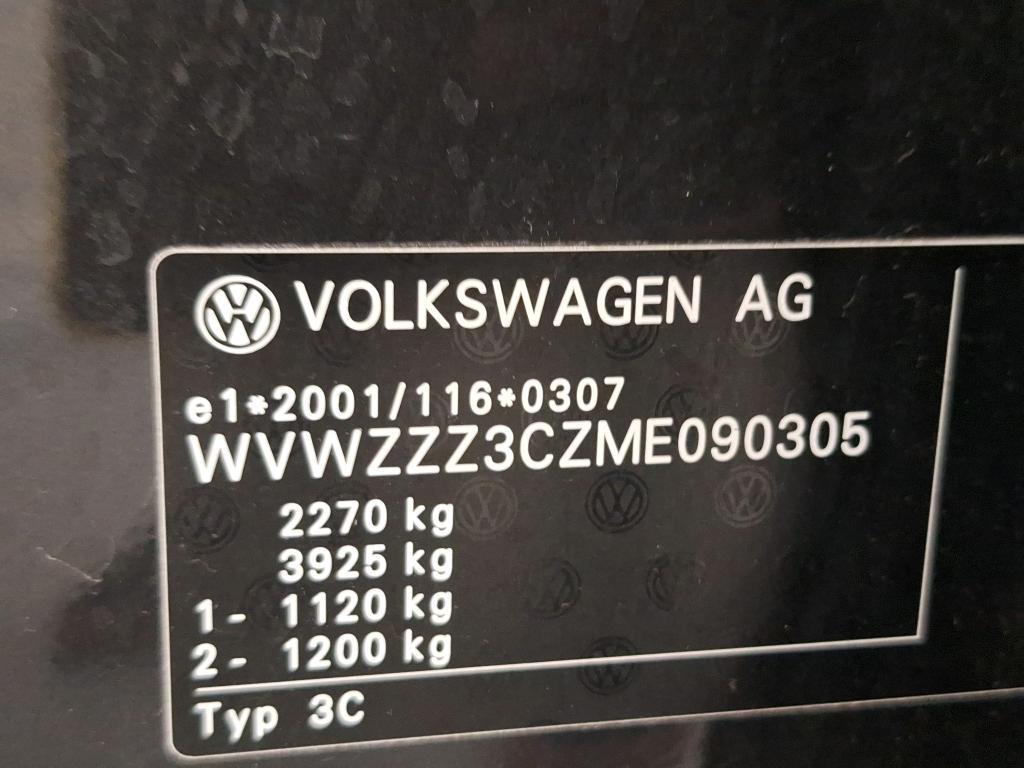 VOLKSWAGEN AG
e1*2001/116*0307
WVWZZZ3CZME090305
2270 kg
3925 kg
1- 1120 kg
2- 1200 kg
Typ 3C